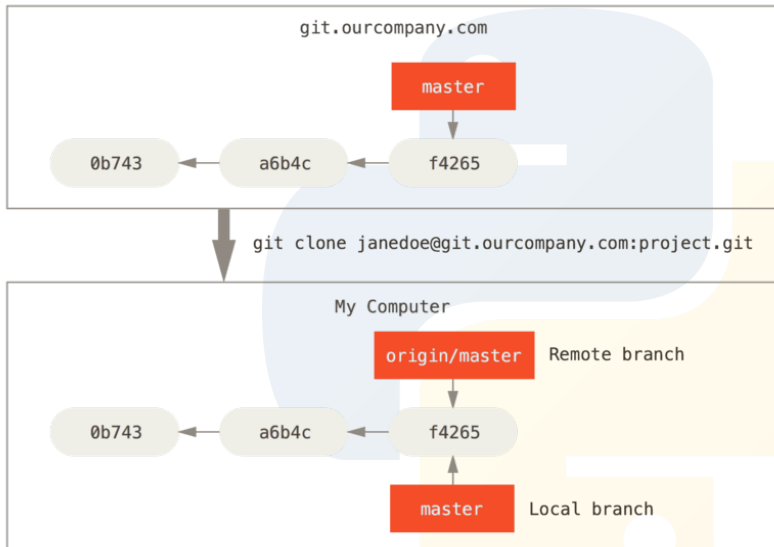 git.ourcompany.com
master
0b743 a6b4c f4265
git clone janedoe@git.ourcompany.com:project.git
My Computer
origin/master Remote branch
0b743 a6b4c f4265
master Local branch